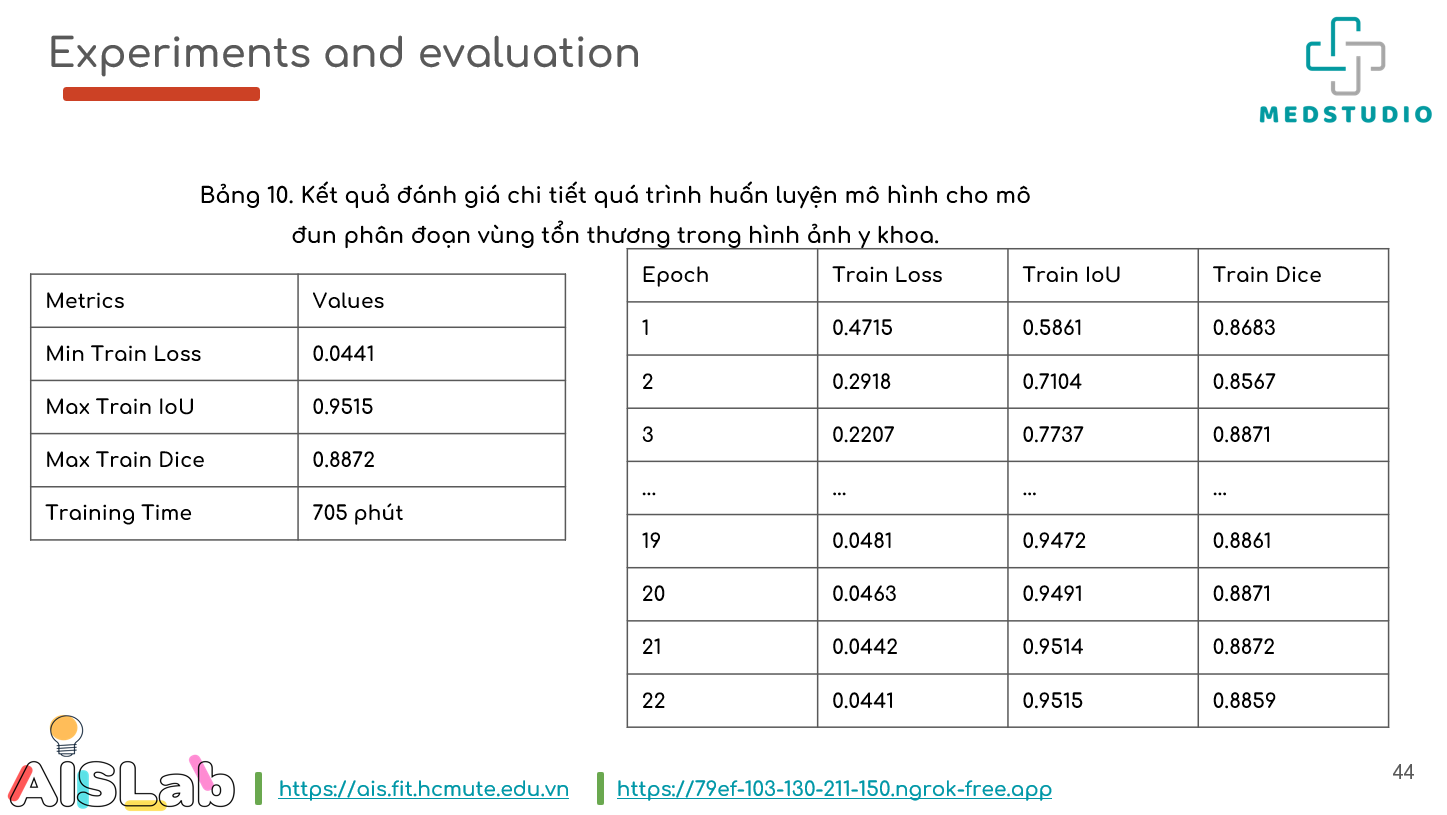 Experiments and evaluation
MEDSTUDIO
Bảng 10. Kết quả đánh giá chi tiết quá trình huấn luyện mô hình cho mô
đun phân đoạn vùng tổn thương trong hình ảnh y khoa.
Metrics Values
Min Train Loss 0.0441
Max Train IoU 0.9515
Max Train Dice 0.8872
Training Time 705 phút
Epoch Train Loss Train IoU Train Dice
1 0.4715 0.5861 0.8683
2 0.2918 0.7104 0.8567
3 0.2207 0.7737 0.8871
... ... ... ...
19 0.0481 0.9472 0.8861
20 0.0463 0.9491 0.8871
21 0.0442 0.9514 0.8872
22 0.0441 0.9515 0.8859
AISLab
https://ais.fit.hcmute.edu.vn https://79ef-103-130-211-150.ngrok-free.app
44